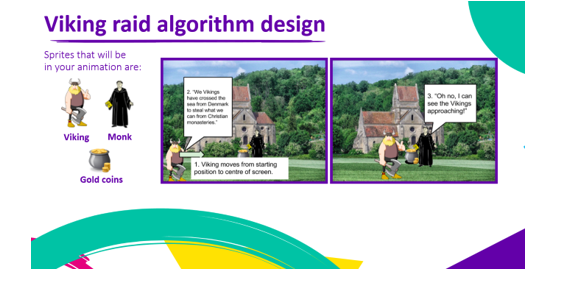 Viking raid algorithm design
Sprites that will be
in your animation are:
Viking
Monk
Gold coins
2. "We Vikings
have crossed the
sea from Denmark
to steal what we
can from Christian
monasteries."
1. Viking moves from starting
position to centre of screen.
3. "Oh no, I can
see the Vikings
approaching!"